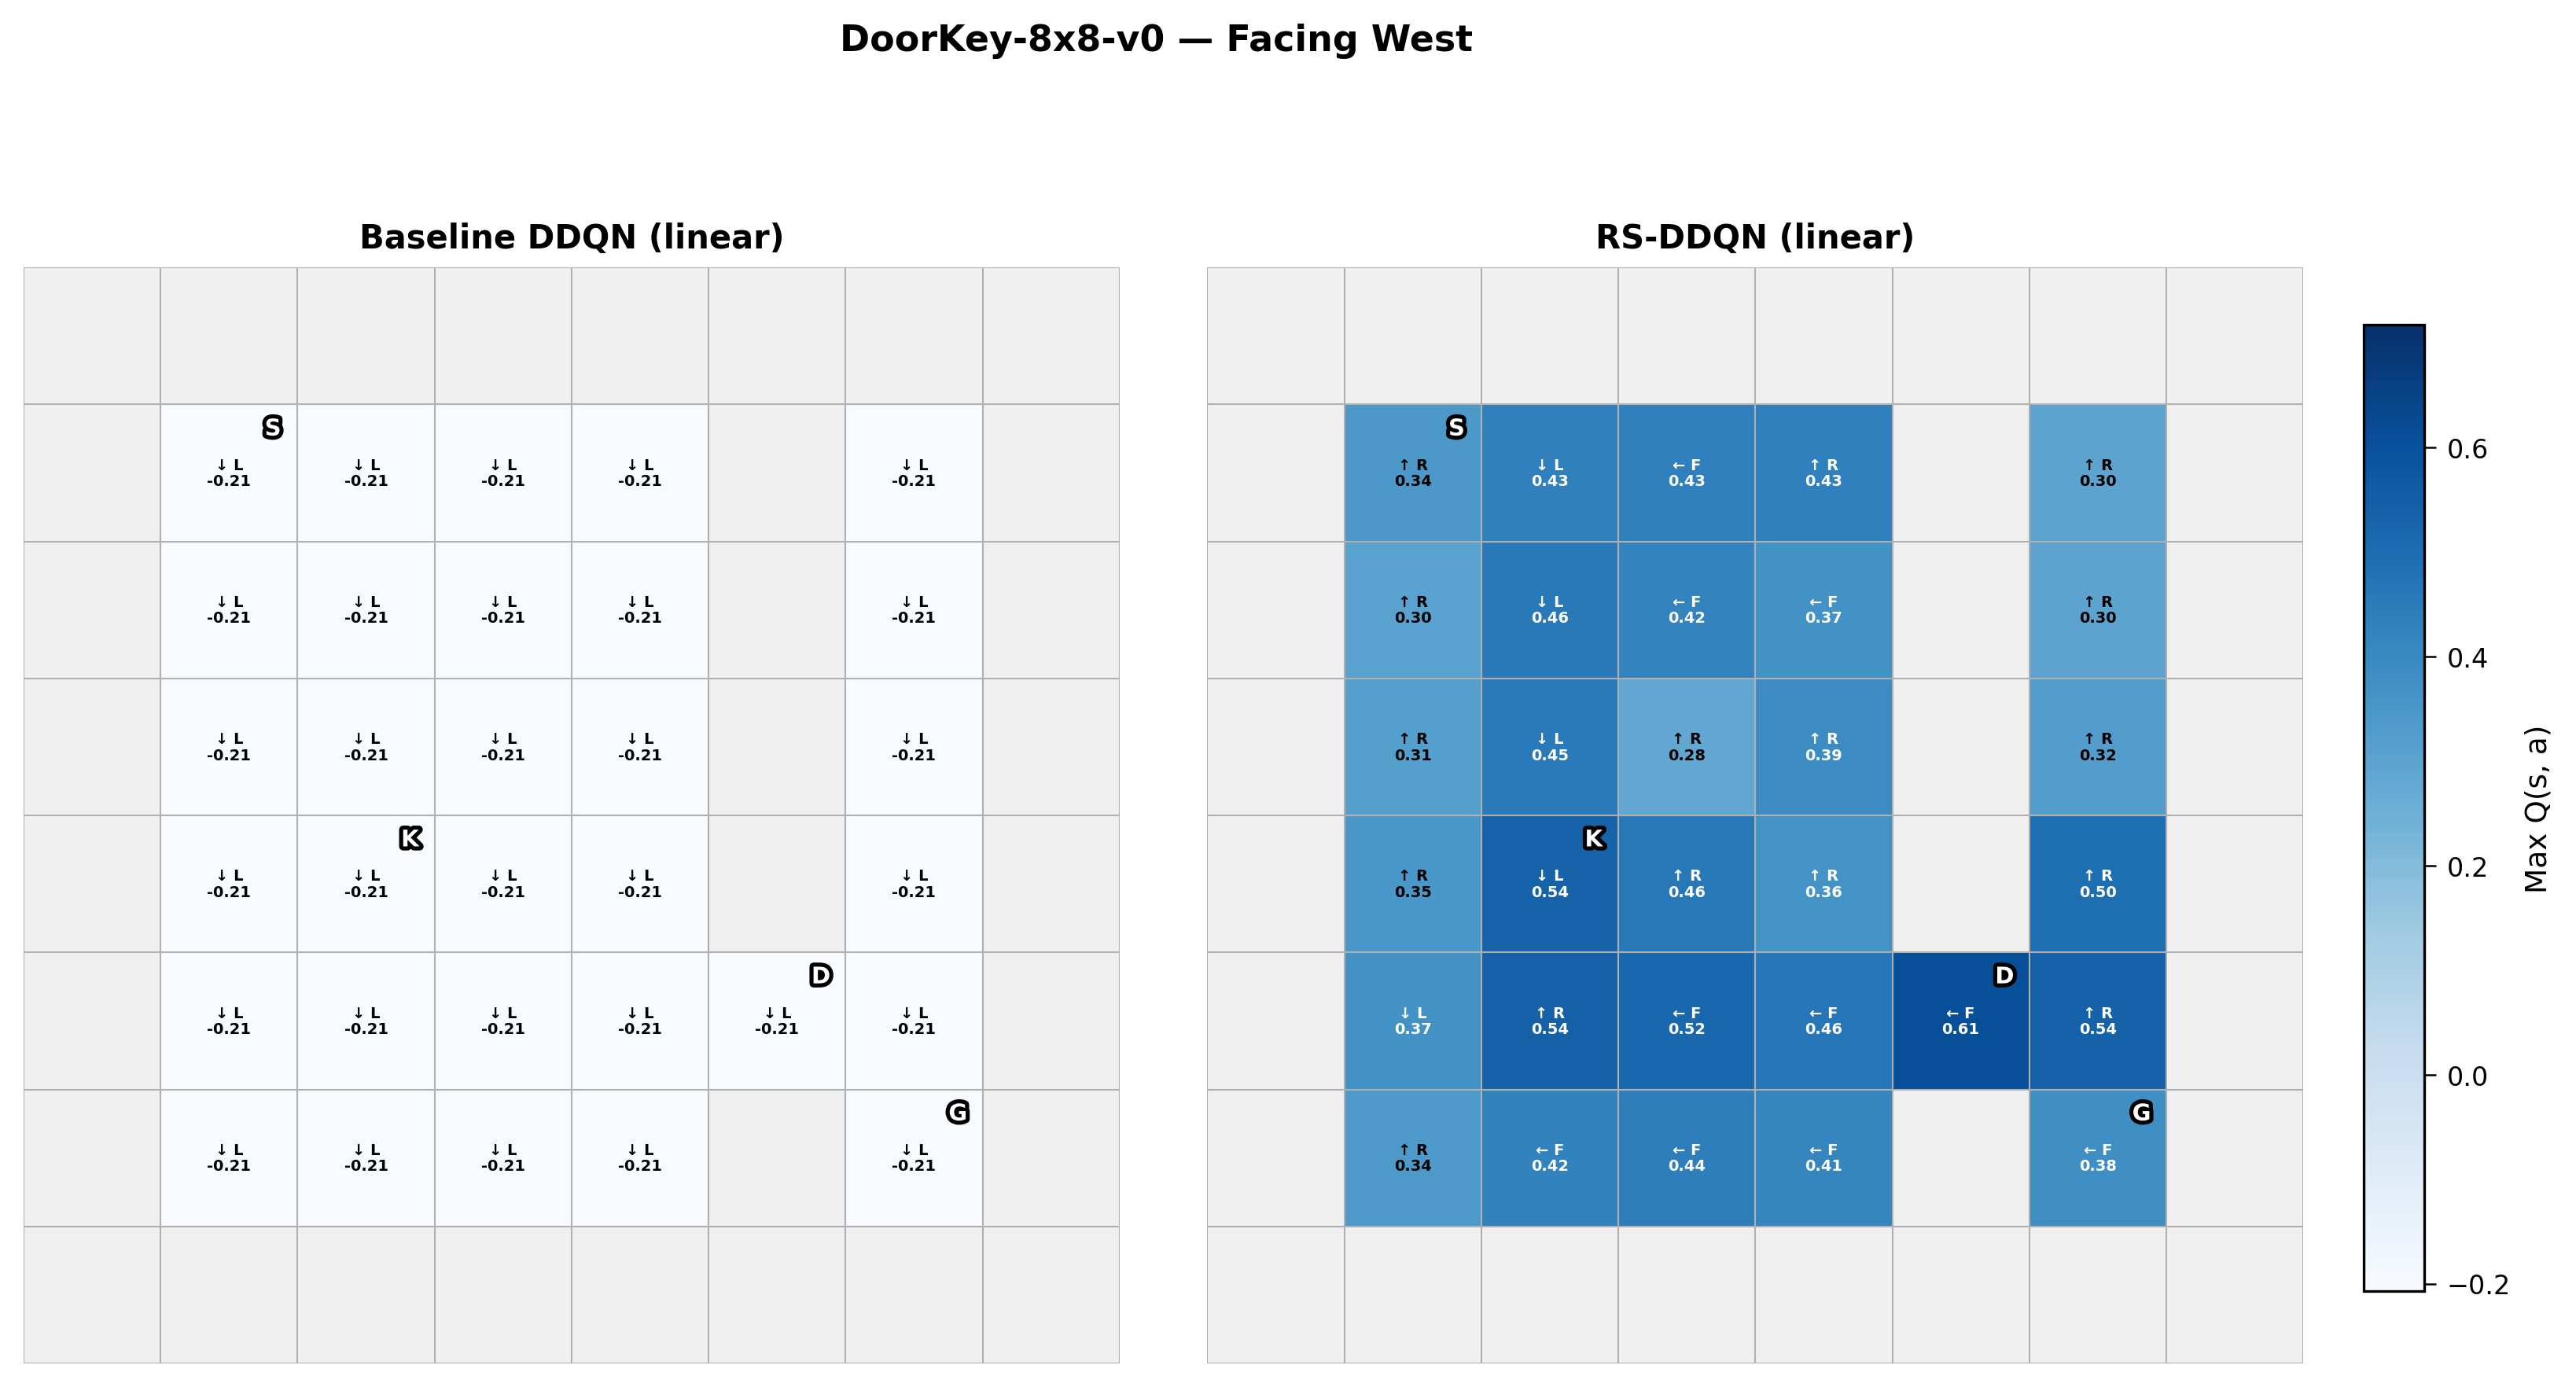 DoorKey-8x8-v0 — Facing West
Baseline DDQN (linear)
S
↓ L ↓ L ↓ L ↓ L ↓ L
-0.21 -0.21 -0.21 -0.21 -0.21
↓ L ↓ L ↓ L ↓ L ↓ L
-0.21 -0.21 -0.21 -0.21 -0.21
↓ L ↓ L ↓ L ↓ L ↓ L
-0.21 -0.21 -0.21 -0.21 -0.21
K
↓ L ↓ L ↓ L ↓ L ↓ L
-0.21 -0.21 -0.21 -0.21 -0.21
D
↓ L ↓ L ↓ L ↓ L ↓ L ↓ L
-0.21 -0.21 -0.21 -0.21 -0.21 -0.21
G
↓ L ↓ L ↓ L ↓ L ↓ L
-0.21 -0.21 -0.21 -0.21 -0.21
RS-DDQN (linear)
S
↑ R ↓ L ← F ↑ R ↑ R
0.34 0.43 0.43 0.43 0.30
↑ R ↓ L ← F ← F ↑ R
0.30 0.46 0.42 0.37 0.30
↑ R ↓ L ↑ R ↑ R ↑ R
0.31 0.45 0.28 0.39 0.32
K
↑ R ↓ L ↑ R ↑ R ↑ R
0.35 0.54 0.46 0.36 0.50
D
↓ L ↑ R ← F ← F ← F ↑ R
0.37 0.54 0.52 0.46 0.61 0.54
G
↑ R ← F ← F ← F ← F
0.34 0.42 0.44 0.41 0.38
0.6
0.4
0.2
0.0
−0.2
Max Q(s, a)